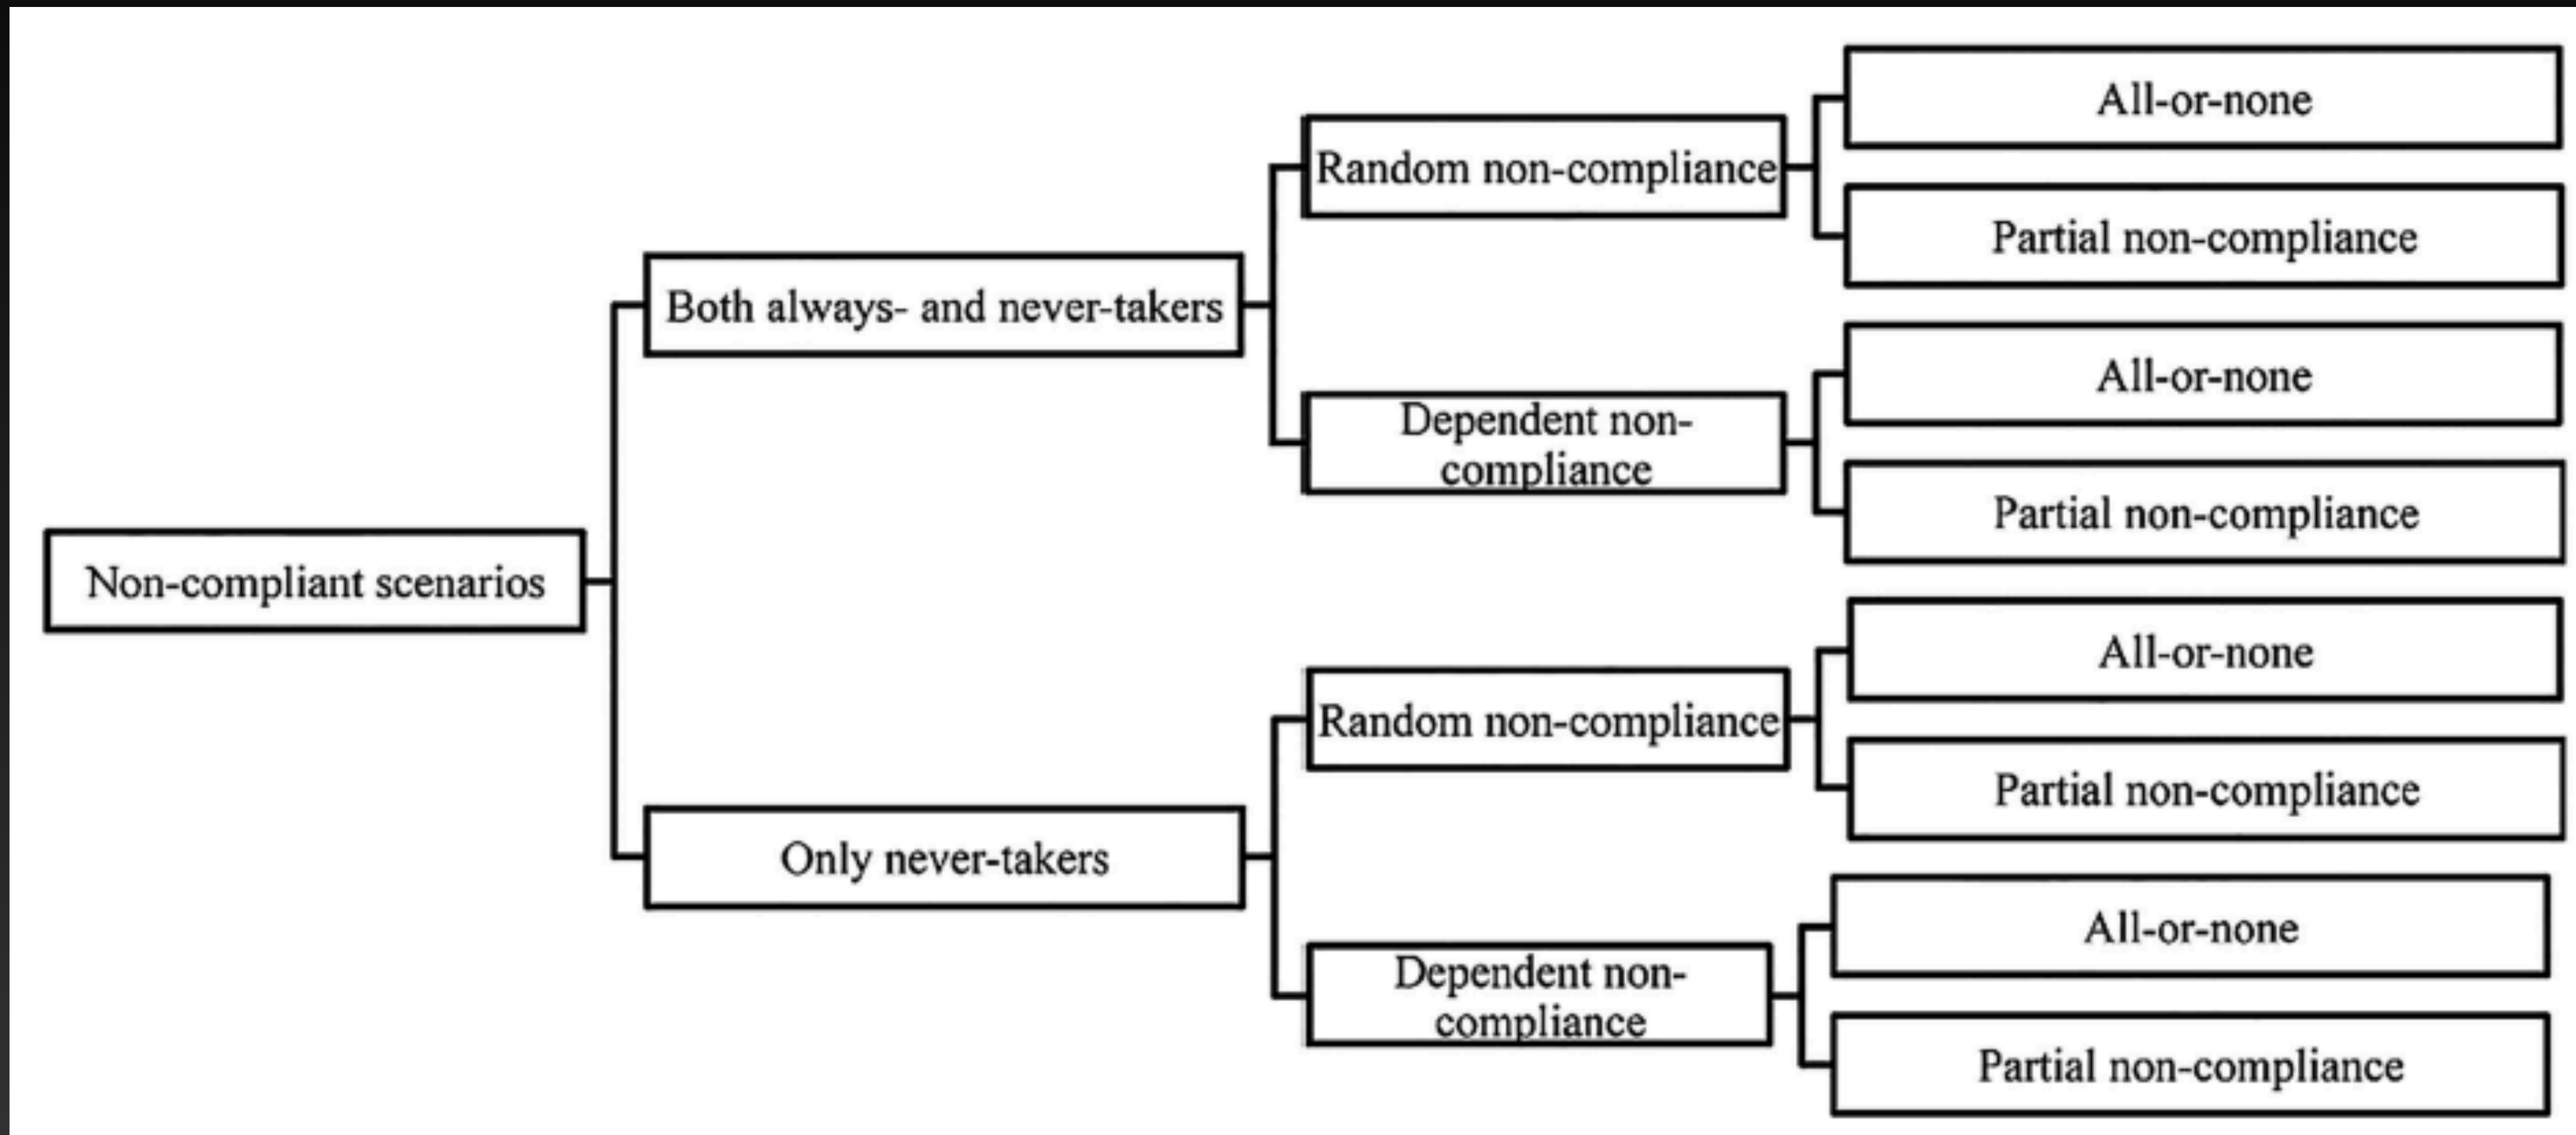 Non-compliant scenarios
Both always- and never-takers
Random non-compliance
All-or-none
Partial non-compliance
Dependent non-
compliance
All-or-none
Partial non-compliance
Only never-takers
Random non-compliance
All-or-none
Partial non-compliance
Dependent non-
compliance
All-or-none
Partial non-compliance